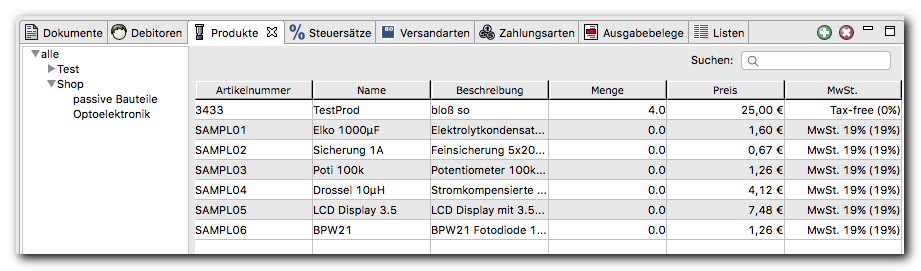 Dokumente Debitoren Produkte Steuersätze Versandarten Zahlungsarten Ausgabebelege Listen
alle
Test
Shop
passive Bauteile
Optoelektronik
Suchen:
Artikelnummer Name Beschreibung Menge Preis MwSt.
3433 TestProd bloß so 4.0 25,00 € Tax-free (0%)
SAMPL01 Elko 1000µF Elektrolytkondensat... 0.0 1,60 € MwSt. 19% (19%)
SAMPL02 Sicherung 1A Feinsicherung 5x20... 0.0 0,67 € MwSt. 19% (19%)
SAMPL03 Poti 100k Potentiometer 100k... 0.0 1,26 € MwSt. 19% (19%)
SAMPL04 Drossel 10µH Stromkompensierte ... 0.0 4,12 € MwSt. 19% (19%)
SAMPL05 LCD Display 3.5 LCD Display mit 3.5... 0.0 7,48 € MwSt. 19% (19%)
SAMPL06 BPW21 BPW21 Fotodiode 1... 0.0 1,26 € MwSt. 19% (19%)